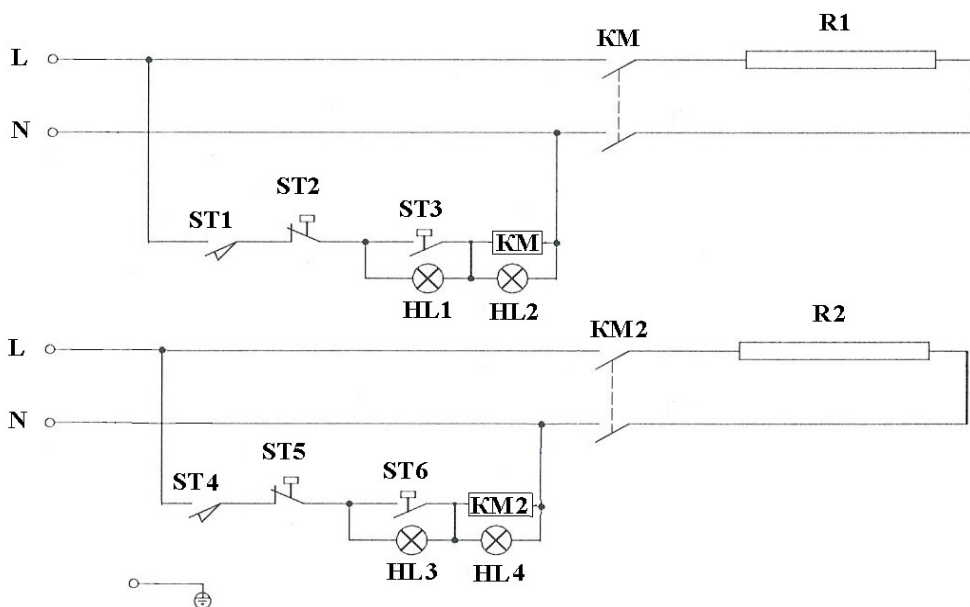 R1
KM
L
N
ST2
ST1
ST3
KM
HL1 HL2
R2
KM2
L
N
ST5
ST4
ST6
KM2
HL3 HL4